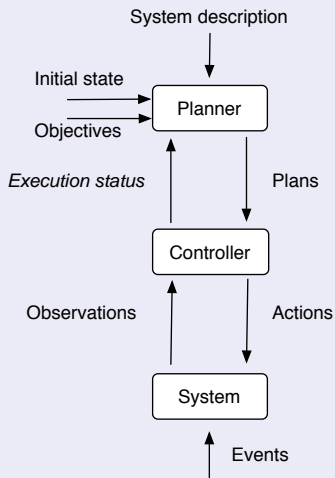 System description
Initial state
Planner
Objectives
Execution status
Plans
Controller
Observations
Actions
System
Events